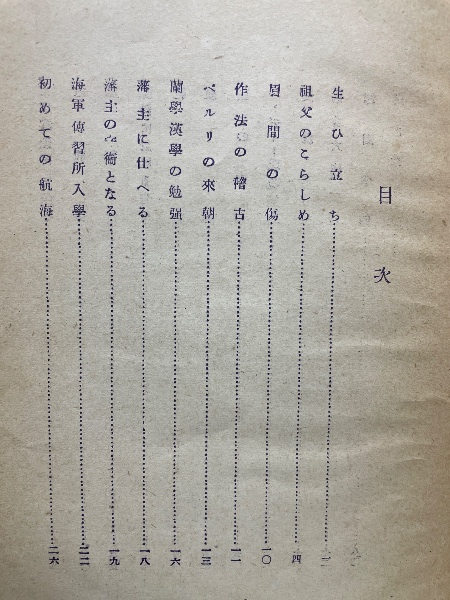 目次
生ひ立ち……一
祖父のこらしめ……四
眉間の傷……一〇
作法の稽古……一一
ペルリの來朝……一三
蘭學漢學の勉强……一六
藩主に仕へる……一八
藩主の近衞となる……一九
海軍傳習所入學……二二
初めての航海……二六